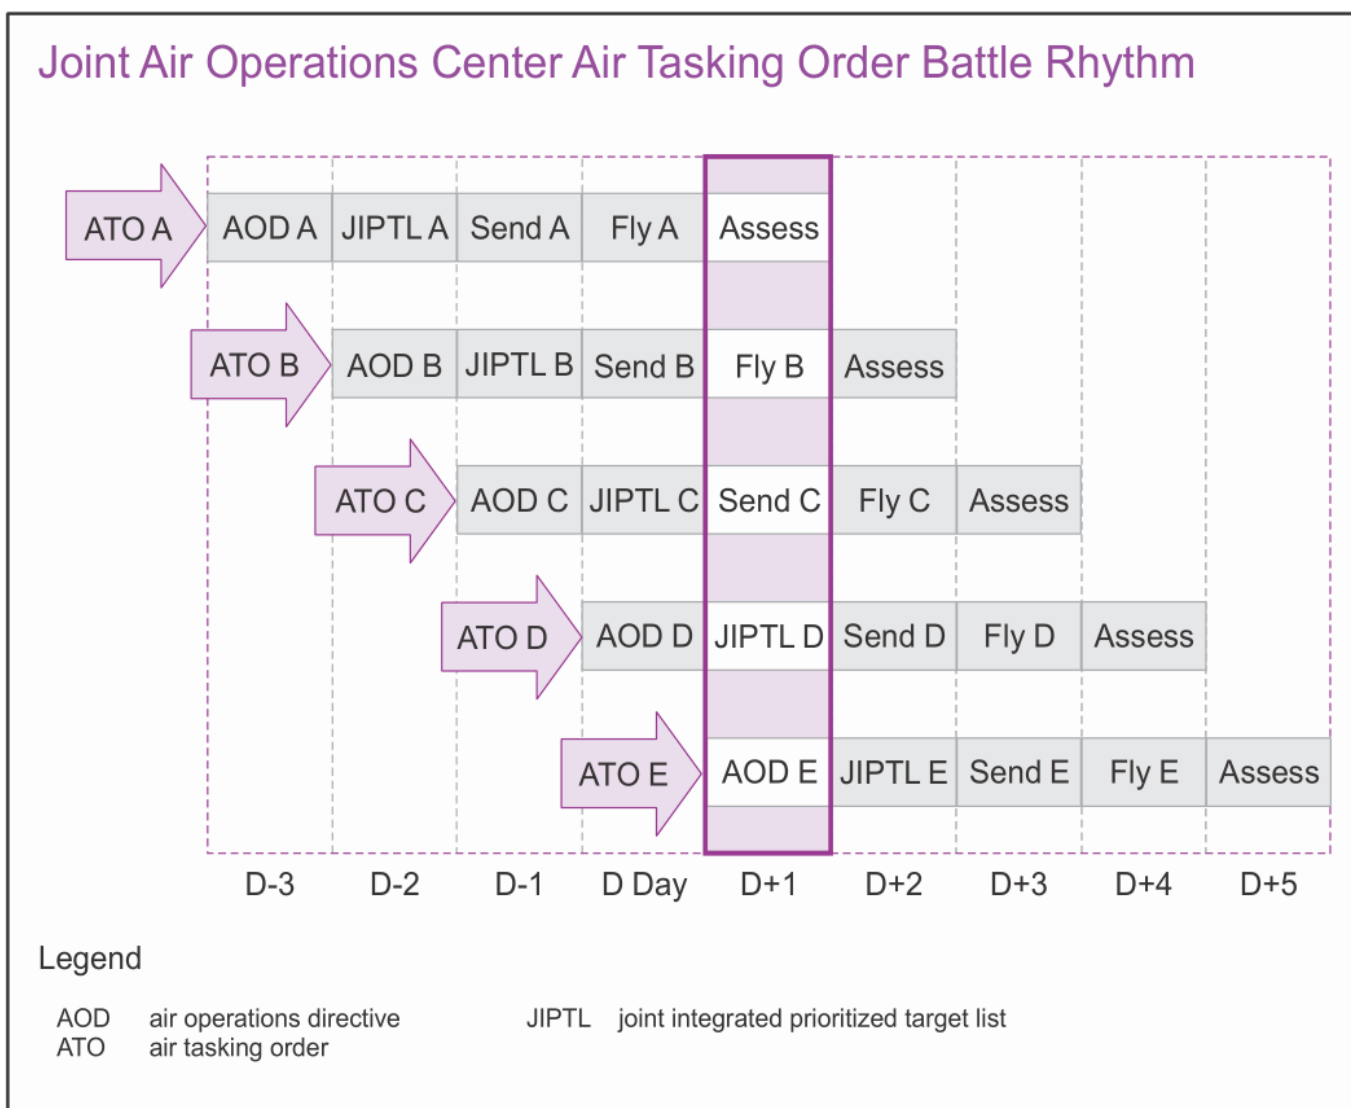 Joint Air Operations Center Air Tasking Order Battle Rhythm
ATO A AOD A JIPTL A Send A Fly A Assess
ATO B AOD B JIPTL B Send B Fly B Assess
ATO C AOD C JIPTL C Send C Fly C Assess
ATO D AOD D JIPTL D Send D Fly D Assess
ATO E AOD E JIPTL E Send E Fly E Assess
D-3 D-2 D-1 D Day D+1 D+2 D+3 D+4 D+5
Legend
AOD air operations directive JIPTL joint integrated prioritized target list
ATO air tasking order